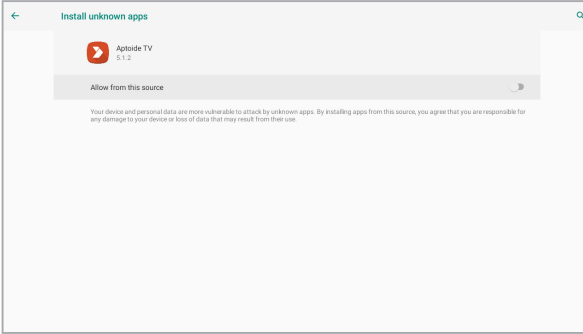 Install unknown apps
Aptoide TV
5.1.2
Allow from this source
Your device and personal data are more vulnerable to attack by unknown apps. By installing apps from this source, you agree that you are responsible for
any damage to your device or loss of data that may result from their use.